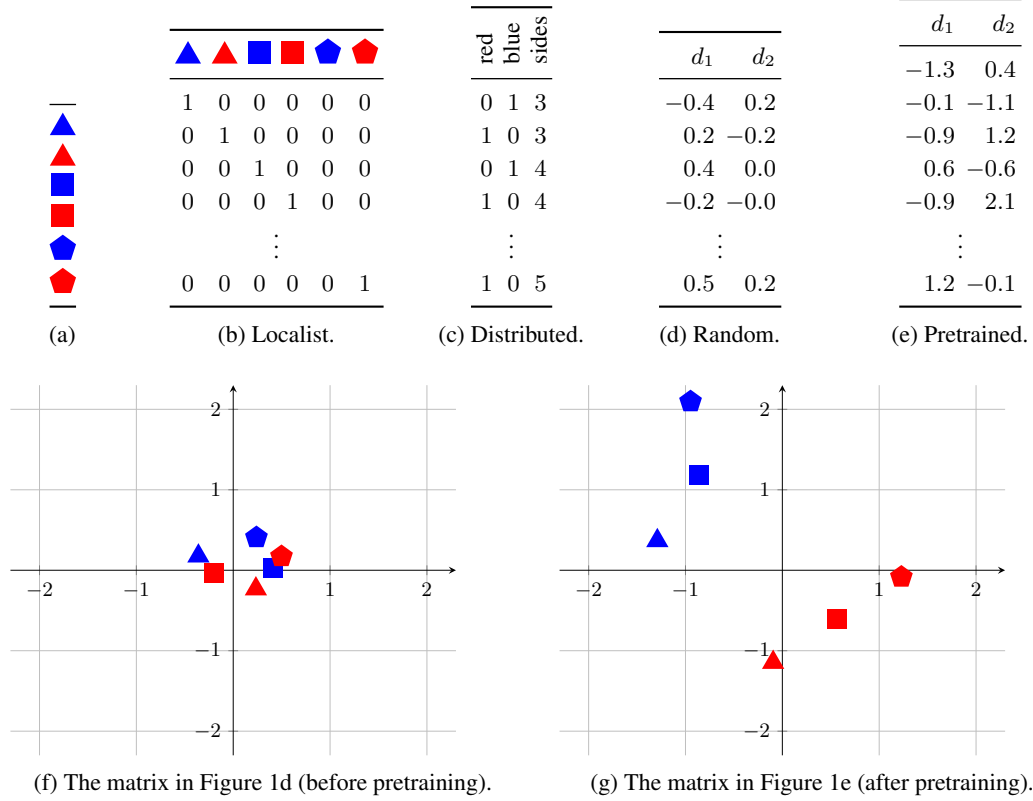 red blue sides
d1 d2
d1 d2
1 0 0 0 0 0
0 1 0 0 0 0
0 0 1 0 0 0
0 0 0 1 0 0
⋮
0 0 0 0 0 1
0 1 3
1 0 3
0 1 4
1 0 4
⋮
1 0 5
−0.4 0.2
0.2 −0.2
0.4 0.0
−0.2 −0.0
⋮
0.5 0.2
−1.3 0.4
−0.1 −1.1
−0.9 1.2
0.6 −0.6
−0.9 2.1
⋮
1.2 −0.1
(a)
(b) Localist.
(c) Distributed.
(d) Random.
(e) Pretrained.
2
1
−2 −1 1 2
−1
−2
2
1
−2 −1 1 2
−1
−2
(f) The matrix in Figure 1d (before pretraining).
(g) The matrix in Figure 1e (after pretraining).